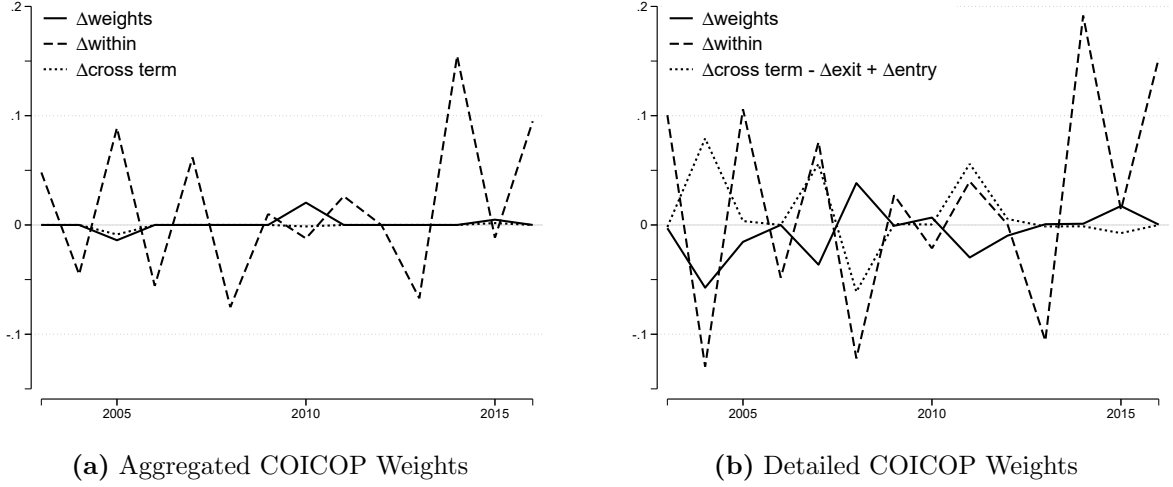 .2
Δweights
Δwithin
Δcross term
.1
0
-.1
2005
2010
2015
(a) Aggregated COICOP Weights
.2
Δweights
Δwithin
Δcross term - Δexit + Δentry
.1
0
-.1
2005
2010
2015
(b) Detailed COICOP Weights